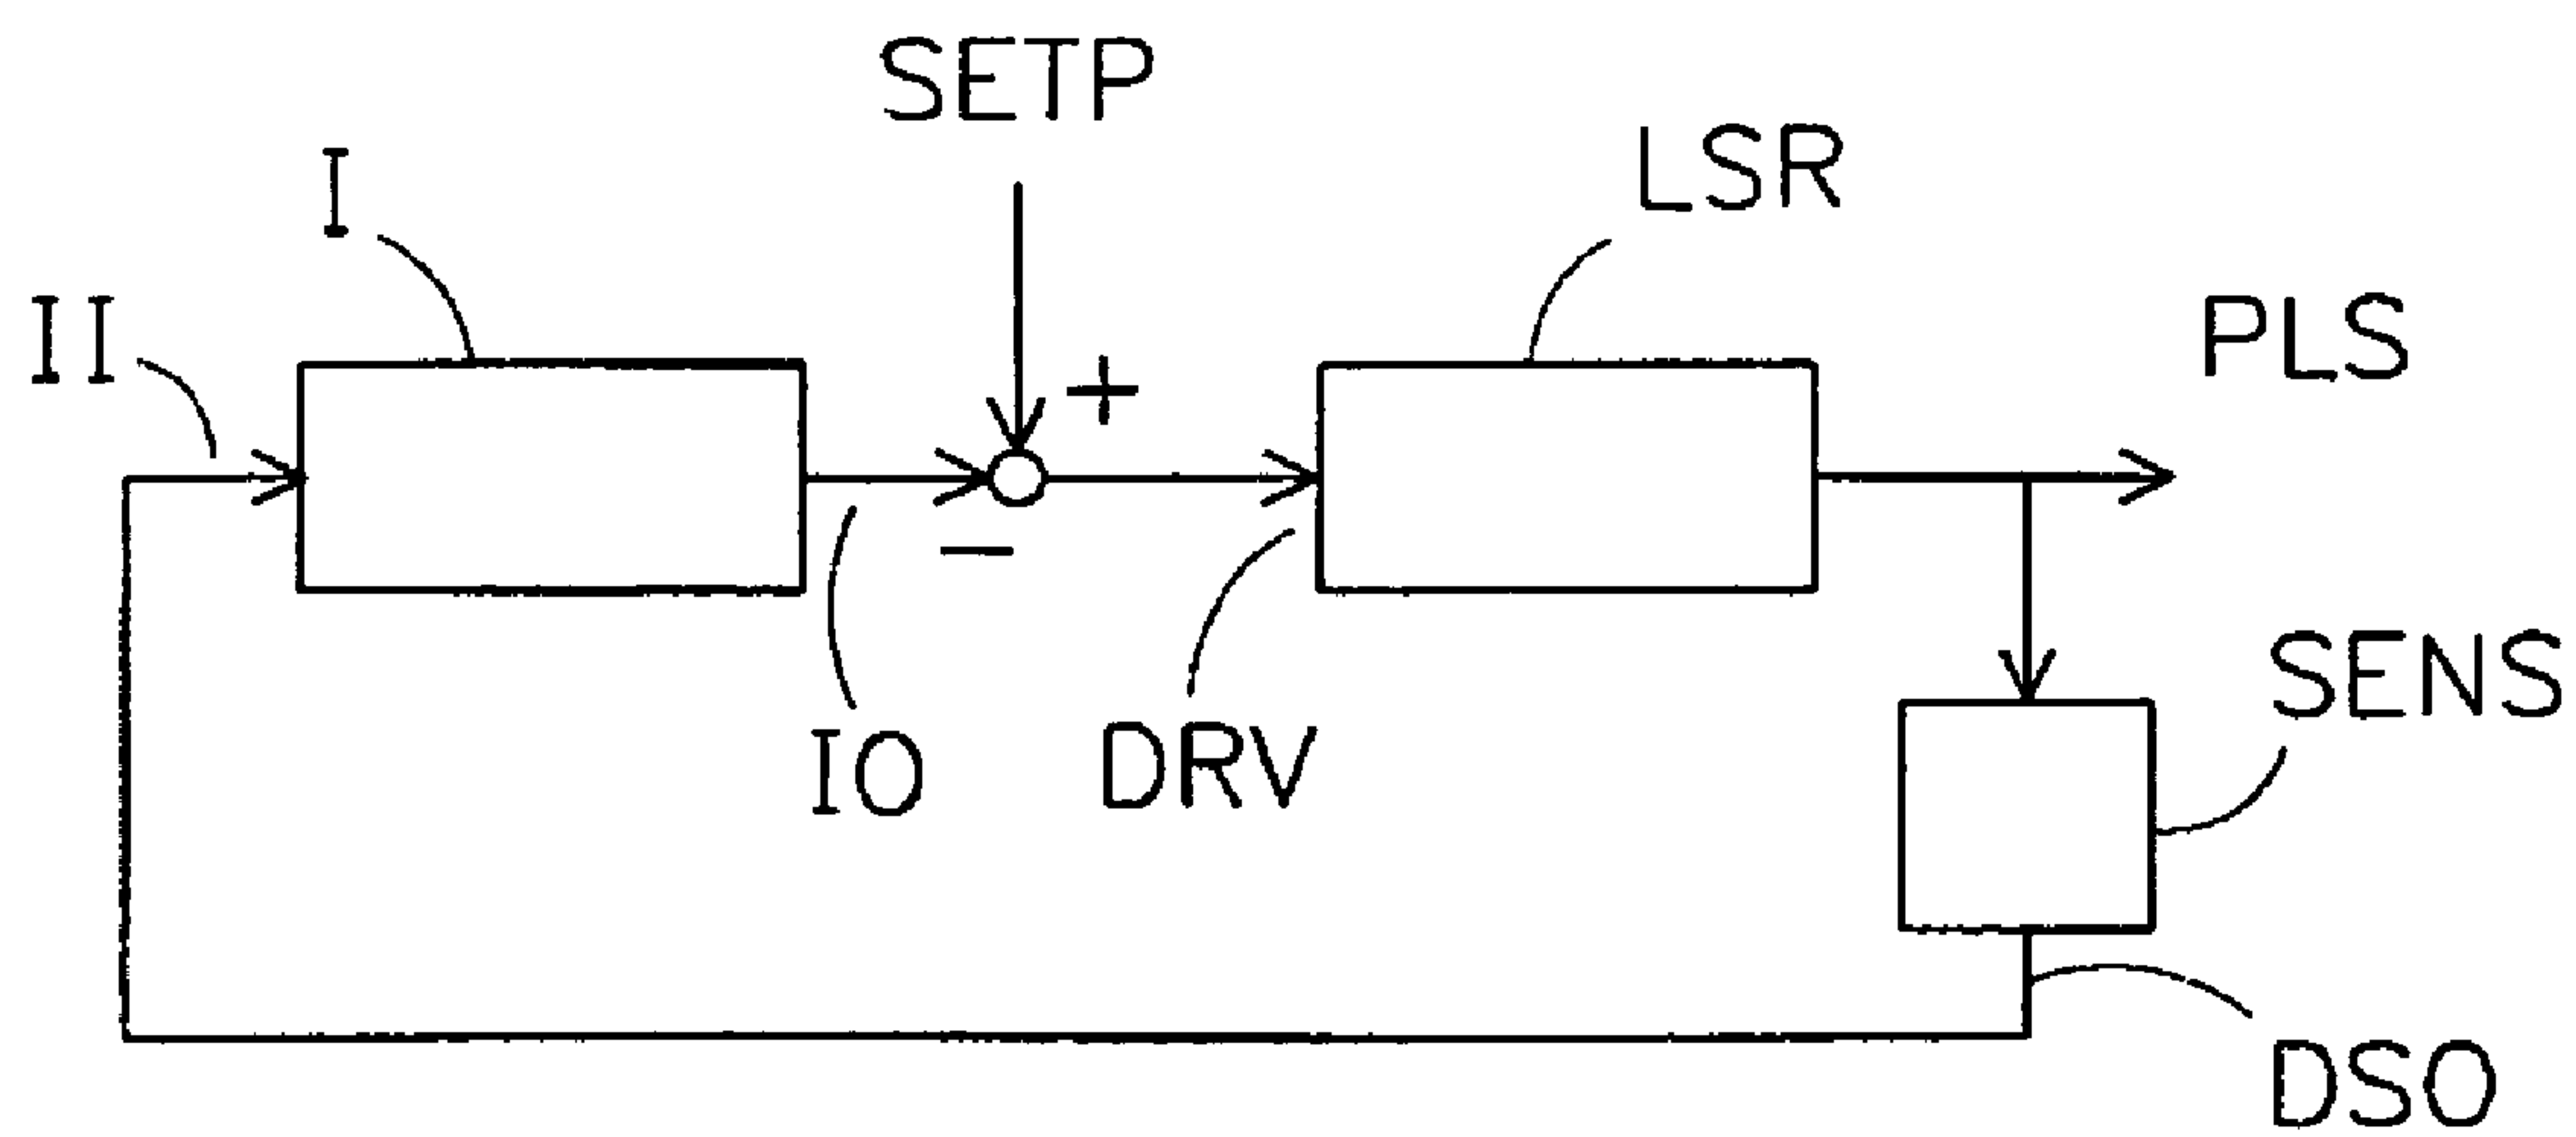 SETP
I
LSR
II
PLS
+
−
SENS
IO
DRV
DSO